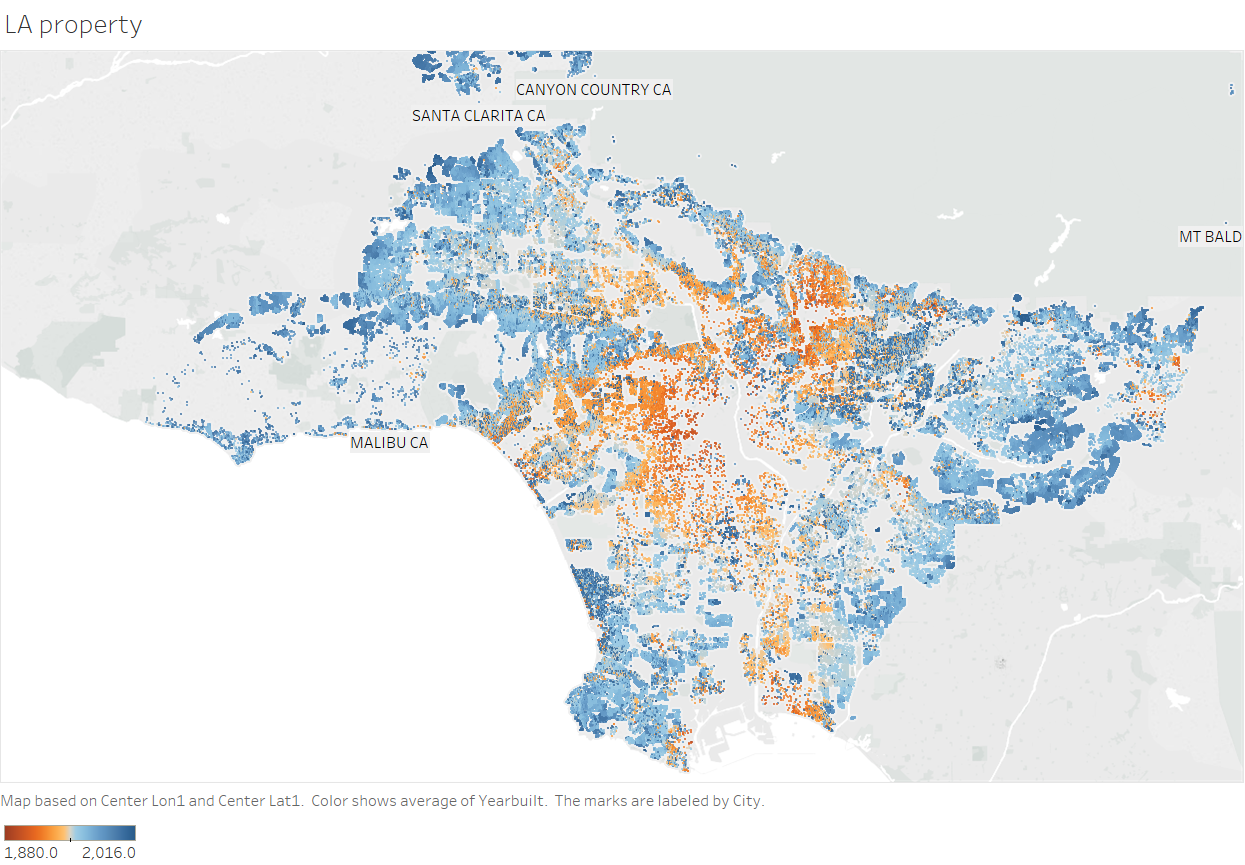 LA property
CANYON COUNTRY CA
SANTA CLARITA CA
MT BALD
MALIBU CA
Map based on Center Lon1 and Center Lat1.  Color shows average of Yearbuilt.  The marks are labeled by City.
1,880.0 2,016.0